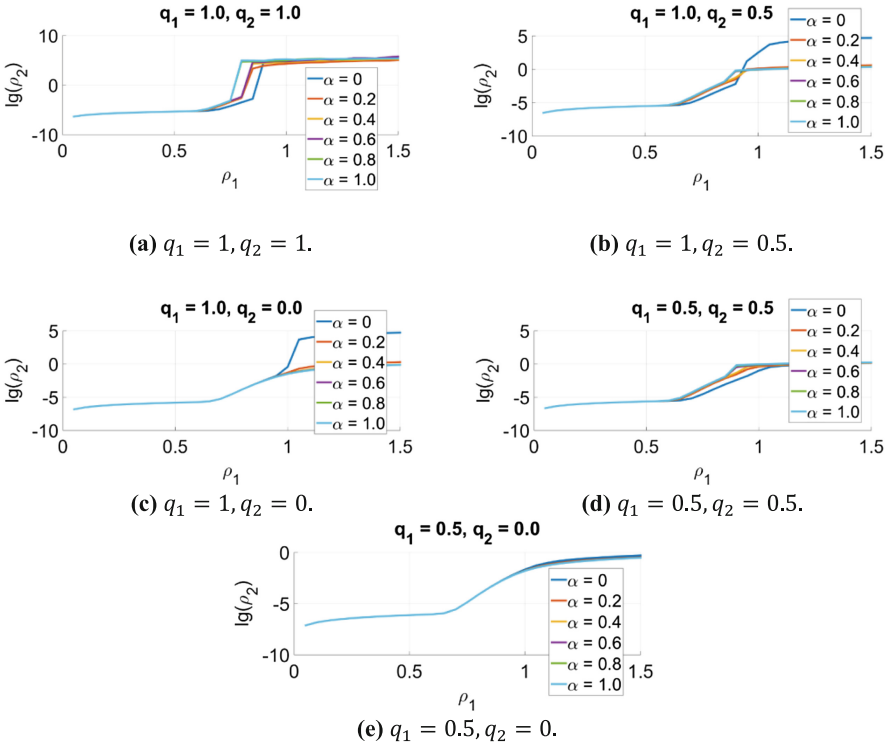 q1 = 1.0, q2 = 1.0
lg(ρ2)
10
0
-10
0
0.5
1
1.5
ρ1
α = 0
α = 0.2
α = 0.4
α = 0.6
α = 0.8
α = 1.0
(a) q1 = 1, q2 = 1.
q1 = 1.0, q2 = 0.5
lg(ρ2)
5
0
-5
-10
0
0.5
1
1.5
ρ1
α = 0
α = 0.2
α = 0.4
α = 0.6
α = 0.8
α = 1.0
(b) q1 = 1, q2 = 0.5.
q1 = 1.0, q2 = 0.0
lg(ρ2)
5
0
-5
-10
0
0.5
1
1.5
ρ1
α = 0
α = 0.2
α = 0.4
α = 0.6
α = 0.8
α = 1.0
(c) q1 = 1, q2 = 0.
q1 = 0.5, q2 = 0.5
lg(ρ2)
5
0
-5
-10
0
0.5
1
1.5
ρ1
α = 0
α = 0.2
α = 0.4
α = 0.6
α = 0.8
α = 1.0
(d) q1 = 0.5, q2 = 0.5.
q1 = 0.5, q2 = 0.0
lg(ρ2)
0
-5
-10
0
0.5
1
1.5
ρ1
α = 0
α = 0.2
α = 0.4
α = 0.6
α = 0.8
α = 1.0
(e) q1 = 0.5, q2 = 0.